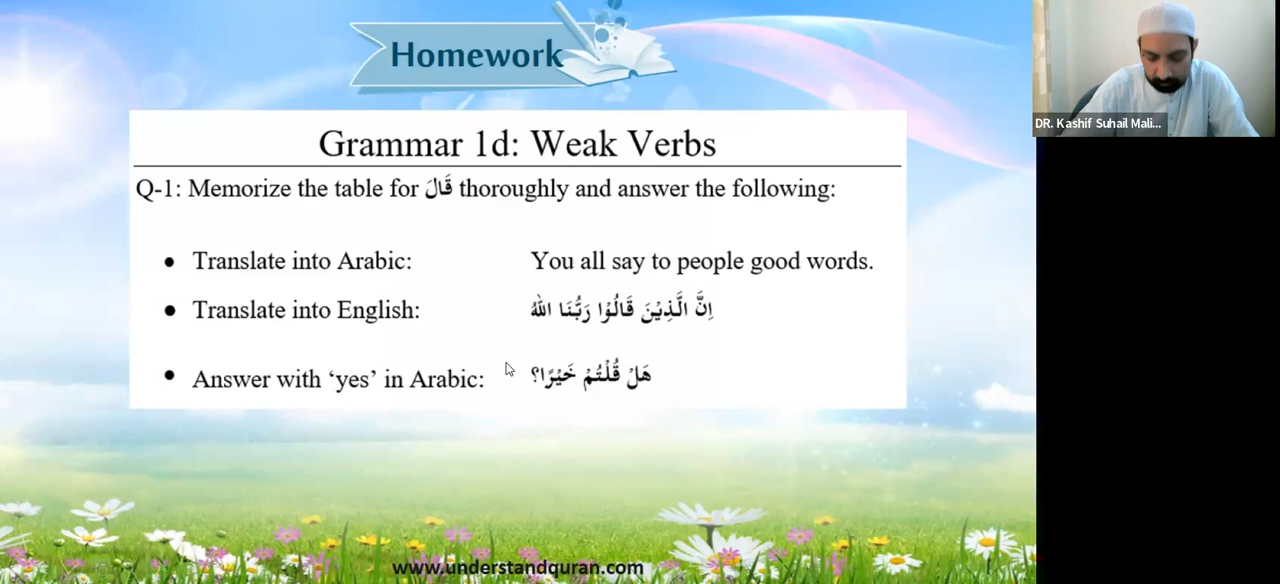 Homework
DR. Kashif Suhail Mali...
Grammar 1d: Weak Verbs
Q-1: Memorize the table for قَالَ thoroughly and answer the following:
• Translate into Arabic: You all say to people good words.
• Translate into English: اِنَّ الَّذِيْنَ قَالُوْا رَبُّنَا اللهُ
• Answer with ‘yes’ in Arabic: هَلْ قُلْتُمْ خَيْرًا؟
www.understandquran.com